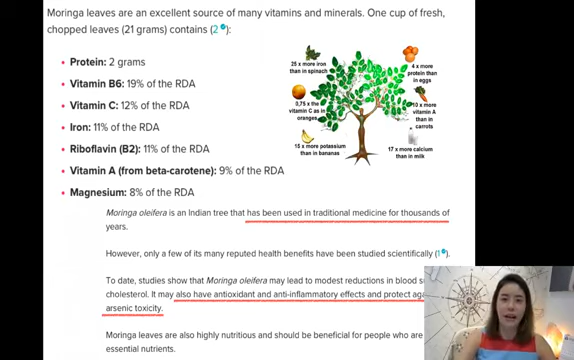 Moringa leaves are an excellent source of many vitamins and minerals. One cup of fresh,
chopped leaves (21 grams) contains (2):
• Protein: 2 grams
• Vitamin B6: 19% of the RDA
• Vitamin C: 12% of the RDA
• Iron: 11% of the RDA
• Riboflavin (B2): 11% of the RDA
• Vitamin A (from beta-carotene): 9% of the RDA
• Magnesium: 8% of the RDA
25 x more iron
than in spinach
4 x more
protein than
in eggs
0,75 x the
vitamin C as in
oranges
10 x more
vitamin A
than in
carrots
15 x more potassium
than in bananas
17 x more calcium
than in milk
Moringa oleifera is an Indian tree that has been used in traditional medicine for thousands of
years.
However, only a few of its many reputed health benefits have been studied scientifically (1).
To date, studies show that Moringa oleifera may lead to modest reductions in blood
cholesterol. It may also have antioxidant and anti-inflammatory effects and protect
arsenic toxicity.
Moringa leaves are also highly nutritious and should be beneficial for people who are
essential nutrients.